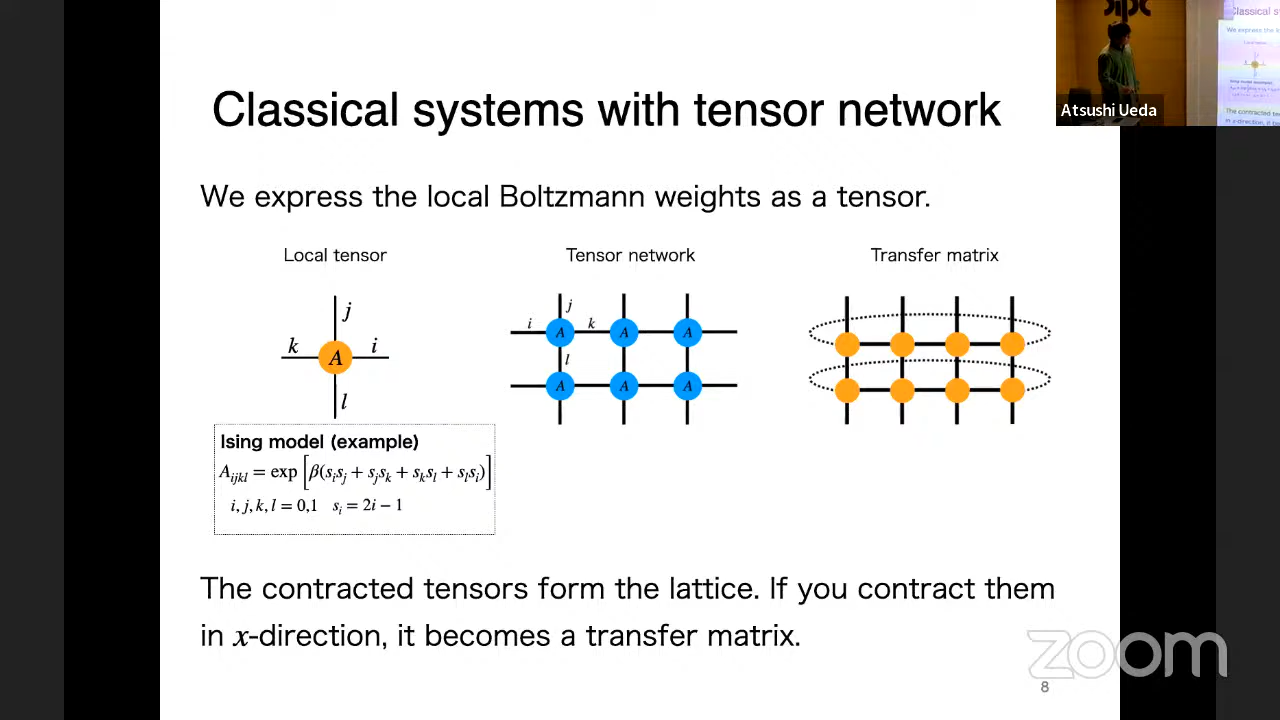 Classical systems with tensor network
We express the local Boltzmann weights as a tensor.
Local tensor
j
k A i
l
Ising model (example)
A_{ijkl} = exp [β(s_i s_j + s_j s_k + s_k s_l + s_l s_i)]
i, j, k, l = 0,1 s_i = 2i − 1
Tensor network
j
i k
A A A
l
A A A
Transfer matrix
The contracted tensors form the lattice. If you contract them
in x-direction, it becomes a transfer matrix.
8
zoom
Atsushi Ueda
Classical s